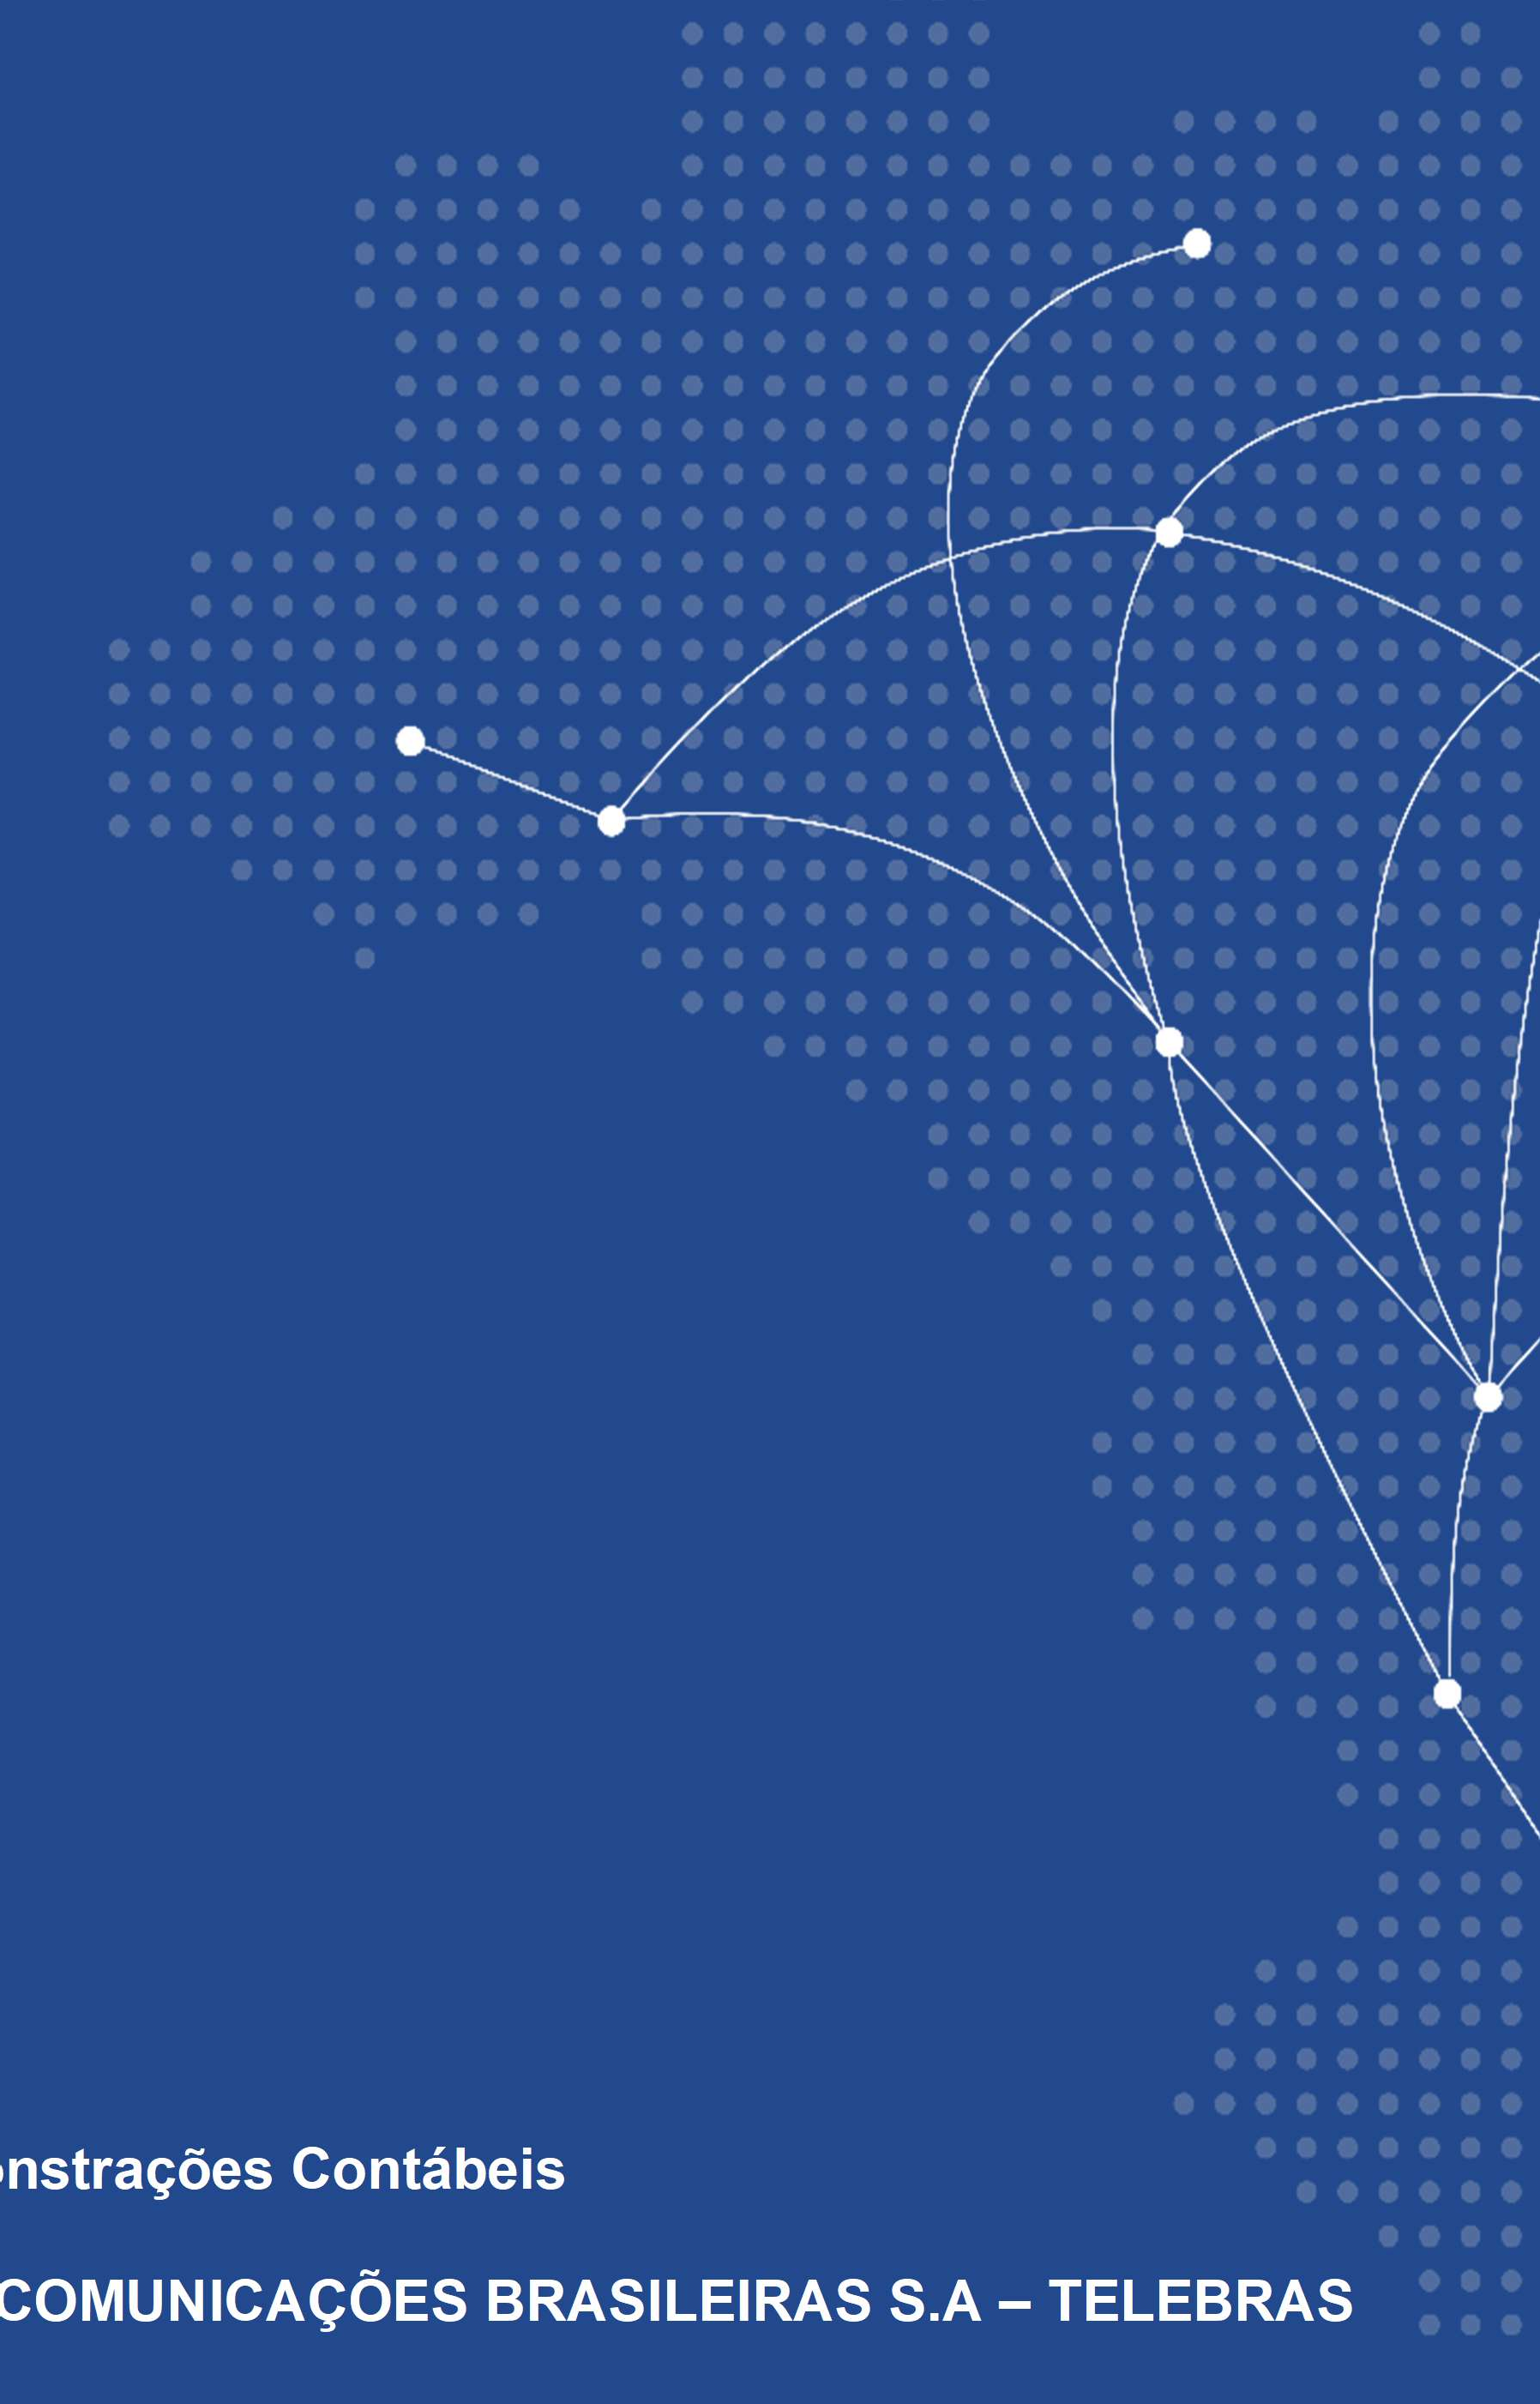 onstrações Contábeis
COMUNICAÇÕES BRASILEIRAS S.A – TELEBRAS